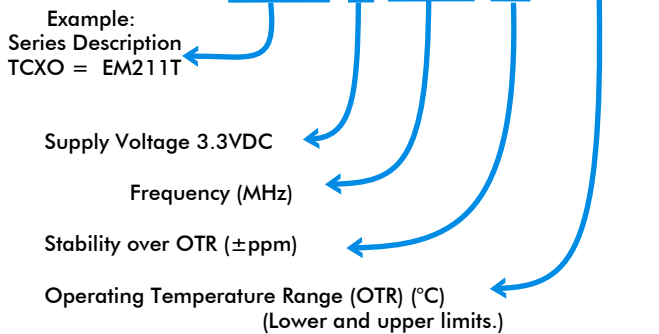 Example:
Series Description
TCXO = EM211T
Supply Voltage 3.3VDC
Frequency (MHz)
Stability over OTR (±ppm)
Operating Temperature Range (OTR) (°C)
(Lower and upper limits.)